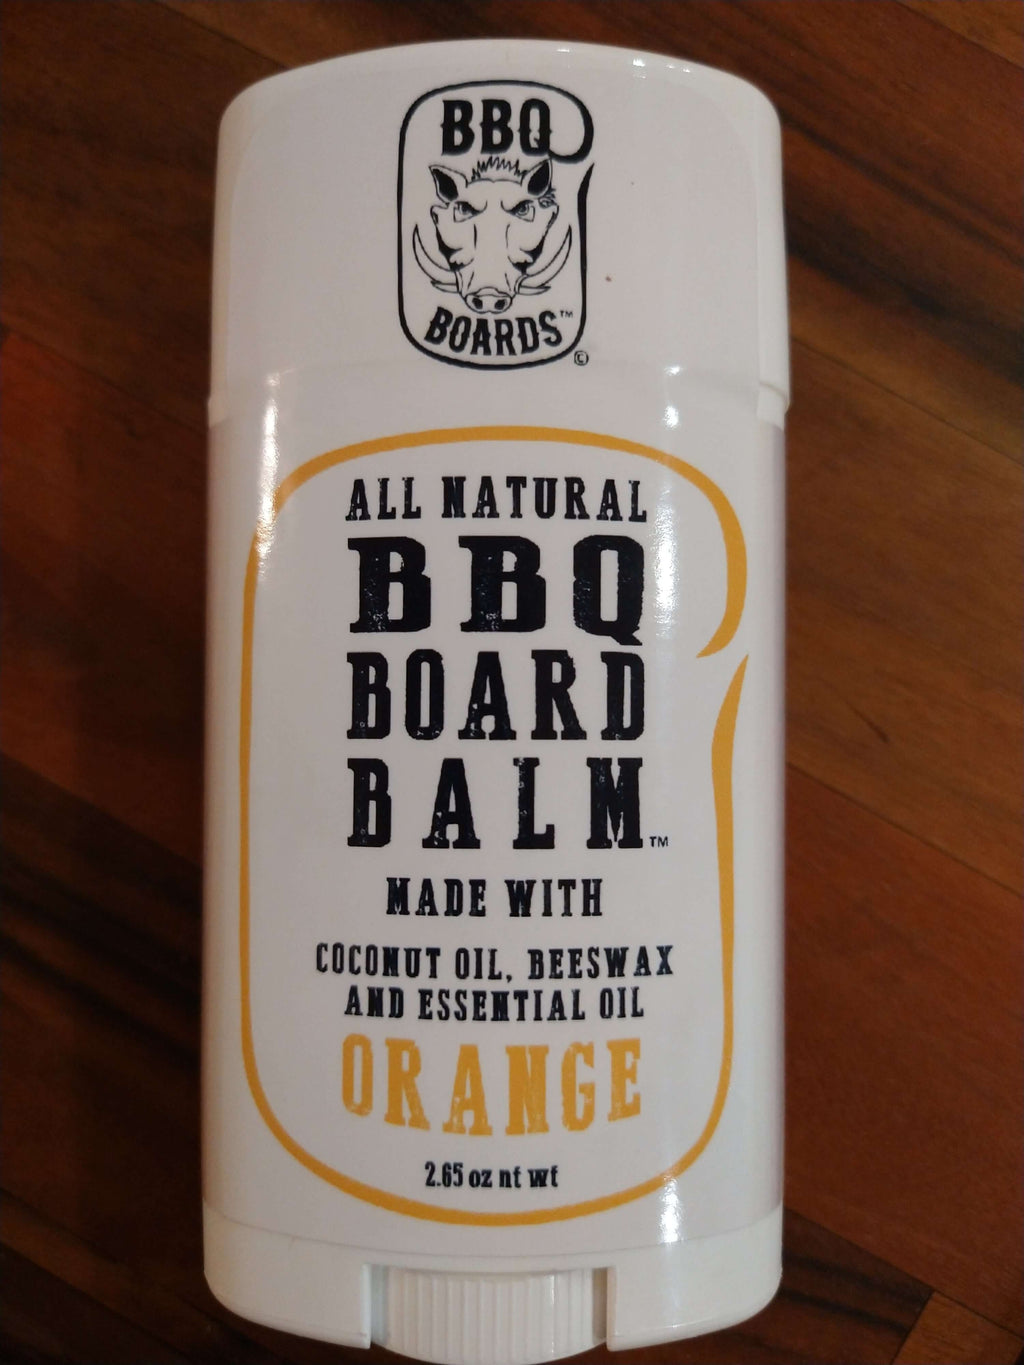 BBQ
BOARDS™
©
ALL NATURAL
BBQ
BOARD
BALM™
MADE WITH
COCONUT OIL, BEESWAX
AND ESSENTIAL OIL
ORANGE
2.65 oz nt wt